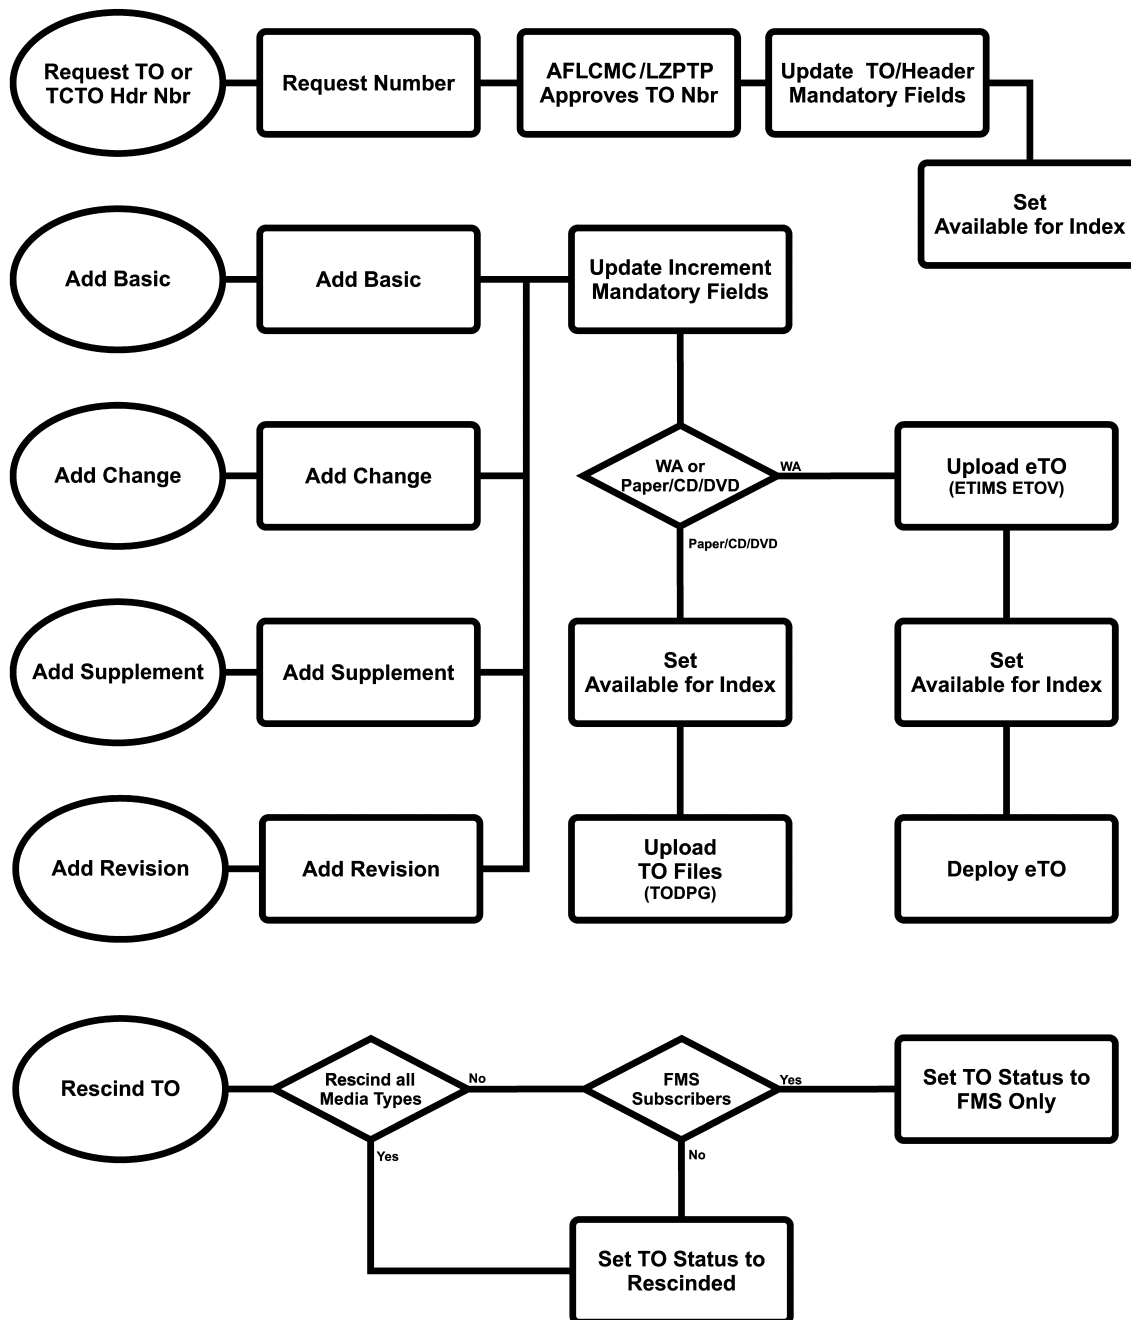 Request TO or
TCTO Hdr Nbr
Request Number
AFLCMC/LZPTP
Approves TO Nbr
Update TO/Header
Mandatory Fields
Set
Available for Index
Add Basic
Add Basic
Update Increment
Mandatory Fields
Add Change
Add Change
WA or
Paper/CD/DVD
WA
Upload eTO
(ETIMS ETOV)
Paper/CD/DVD
Add Supplement
Add Supplement
Set
Available for Index
Set
Available for Index
Add Revision
Add Revision
Upload
TO Files
(TODPG)
Deploy eTO
Rescind TO
Rescind all
Media Types
No
FMS
Subscribers
Yes
Set TO Status to
FMS Only
Yes
No
Set TO Status to
Rescinded